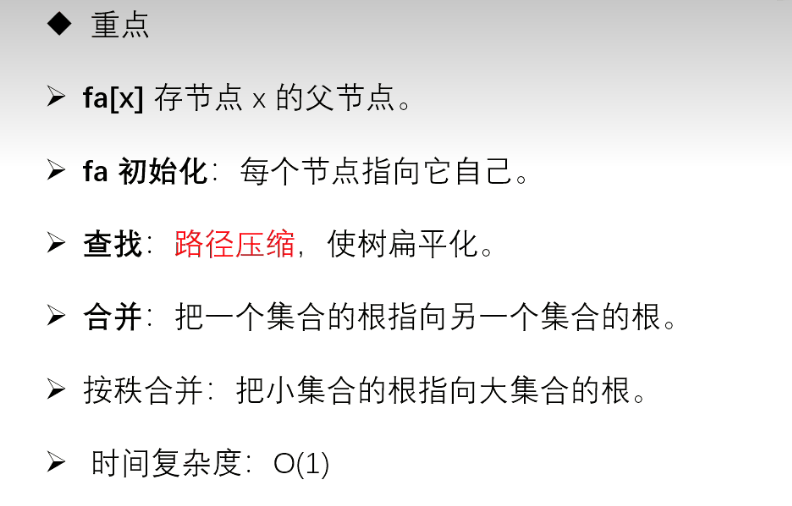 ◆ 重点
➢ fa[x] 存节点 x 的父节点。
➢ fa 初始化：每个节点指向它自己。
➢ 查找：路径压缩，使树扁平化。
➢ 合并：把一个集合的根指向另一个集合的根。
➢ 按秩合并：把小集合的根指向大集合的根。
➢ 时间复杂度：O(1)